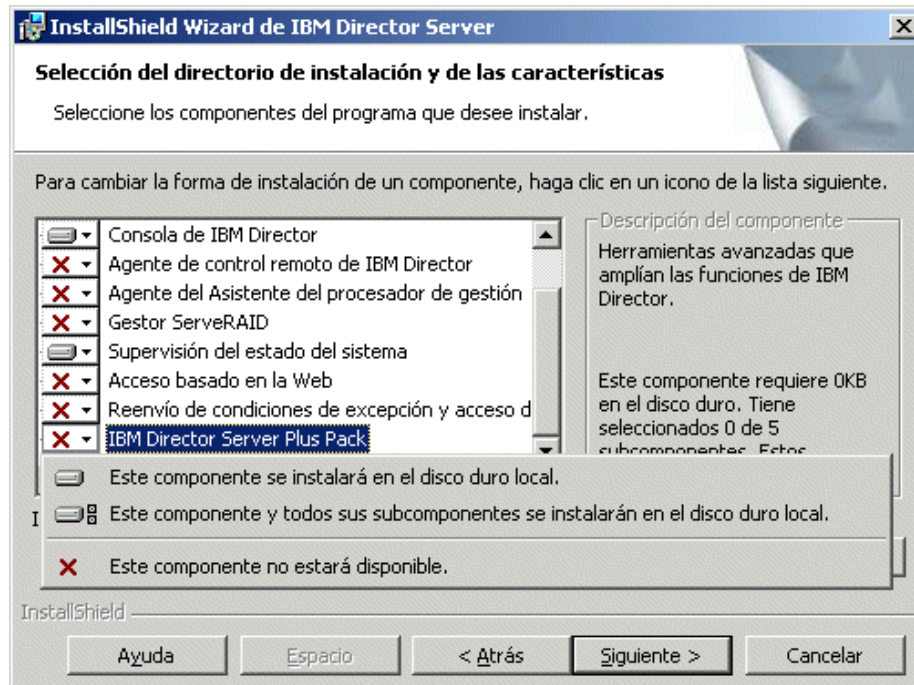 InstallShield Wizard de IBM Director Server
Selección del directorio de instalación y de las características
Seleccione los componentes del programa que desee instalar.
Para cambiar la forma de instalación de un componente, haga clic en un icono de la lista siguiente.
Consola de IBM Director
Agente de control remoto de IBM Director
Agente del Asistente del procesador de gestión
Gestor ServeRAID
Supervisión del estado del sistema
Acceso basado en la Web
Reenvío de condiciones de excepción y acceso d
IBM Director Server Plus Pack
Descripción del componente
Herramientas avanzadas que
amplían las funciones de IBM
Director.
Este componente requiere 0KB
en el disco duro. Tiene
seleccionados 0 de 5
subcomponentes. Estos
Este componente se instalará en el disco duro local.
I
Este componente y todos sus subcomponentes se instalarán en el disco duro local.
Este componente no estará disponible.
InstallShield
Ayuda
Espacio
< Atrás
Siguiente >
Cancelar